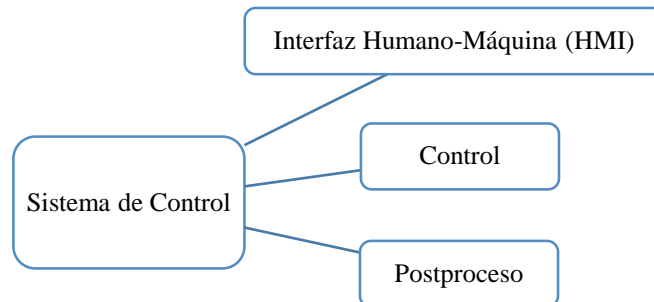 Interfaz Humano-Máquina (HMI)
Control
Sistema de Control
Postproceso